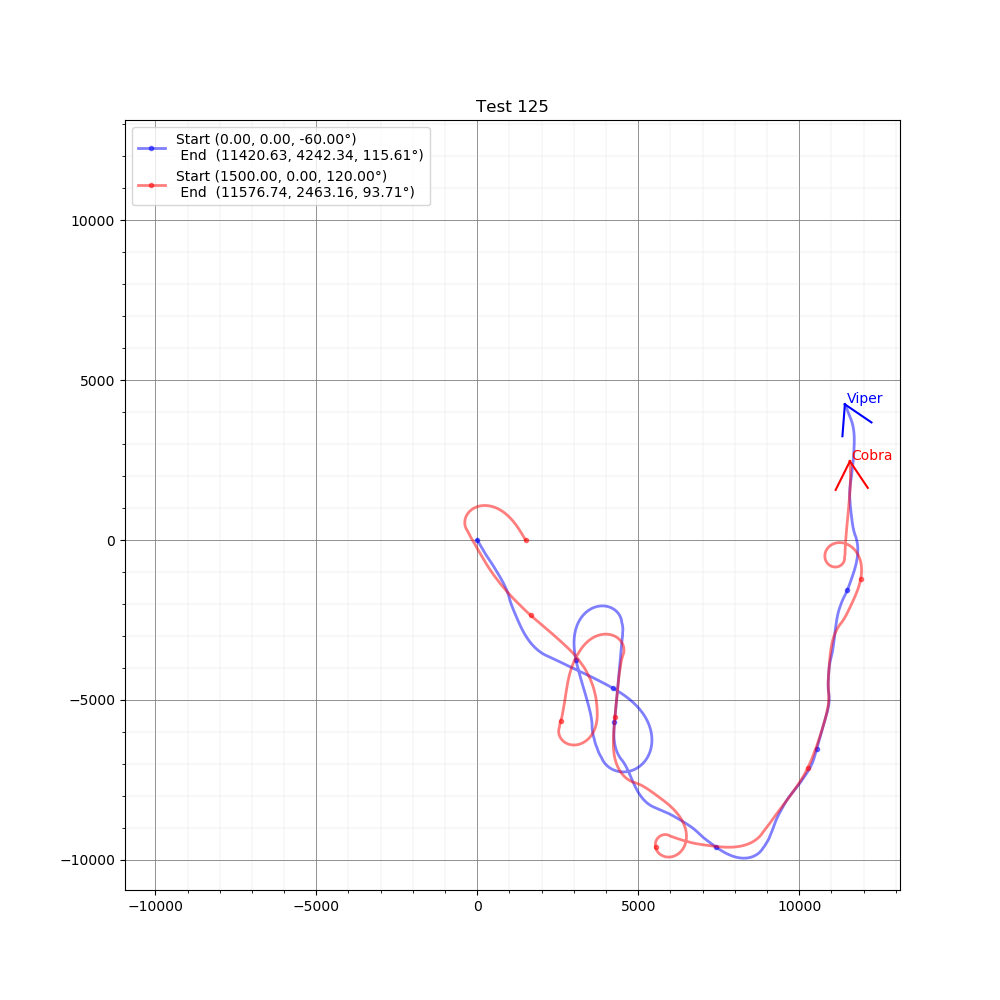 Test 125
Start (0.00, 0.00, -60.00°)
End (11420.63, 4242.34, 115.61°)
Start (1500.00, 0.00, 120.00°)
End (11576.74, 2463.16, 93.71°)
10000
5000
Viper
Cobra
0
−5000
−10000
−10000 −5000 0 5000 10000